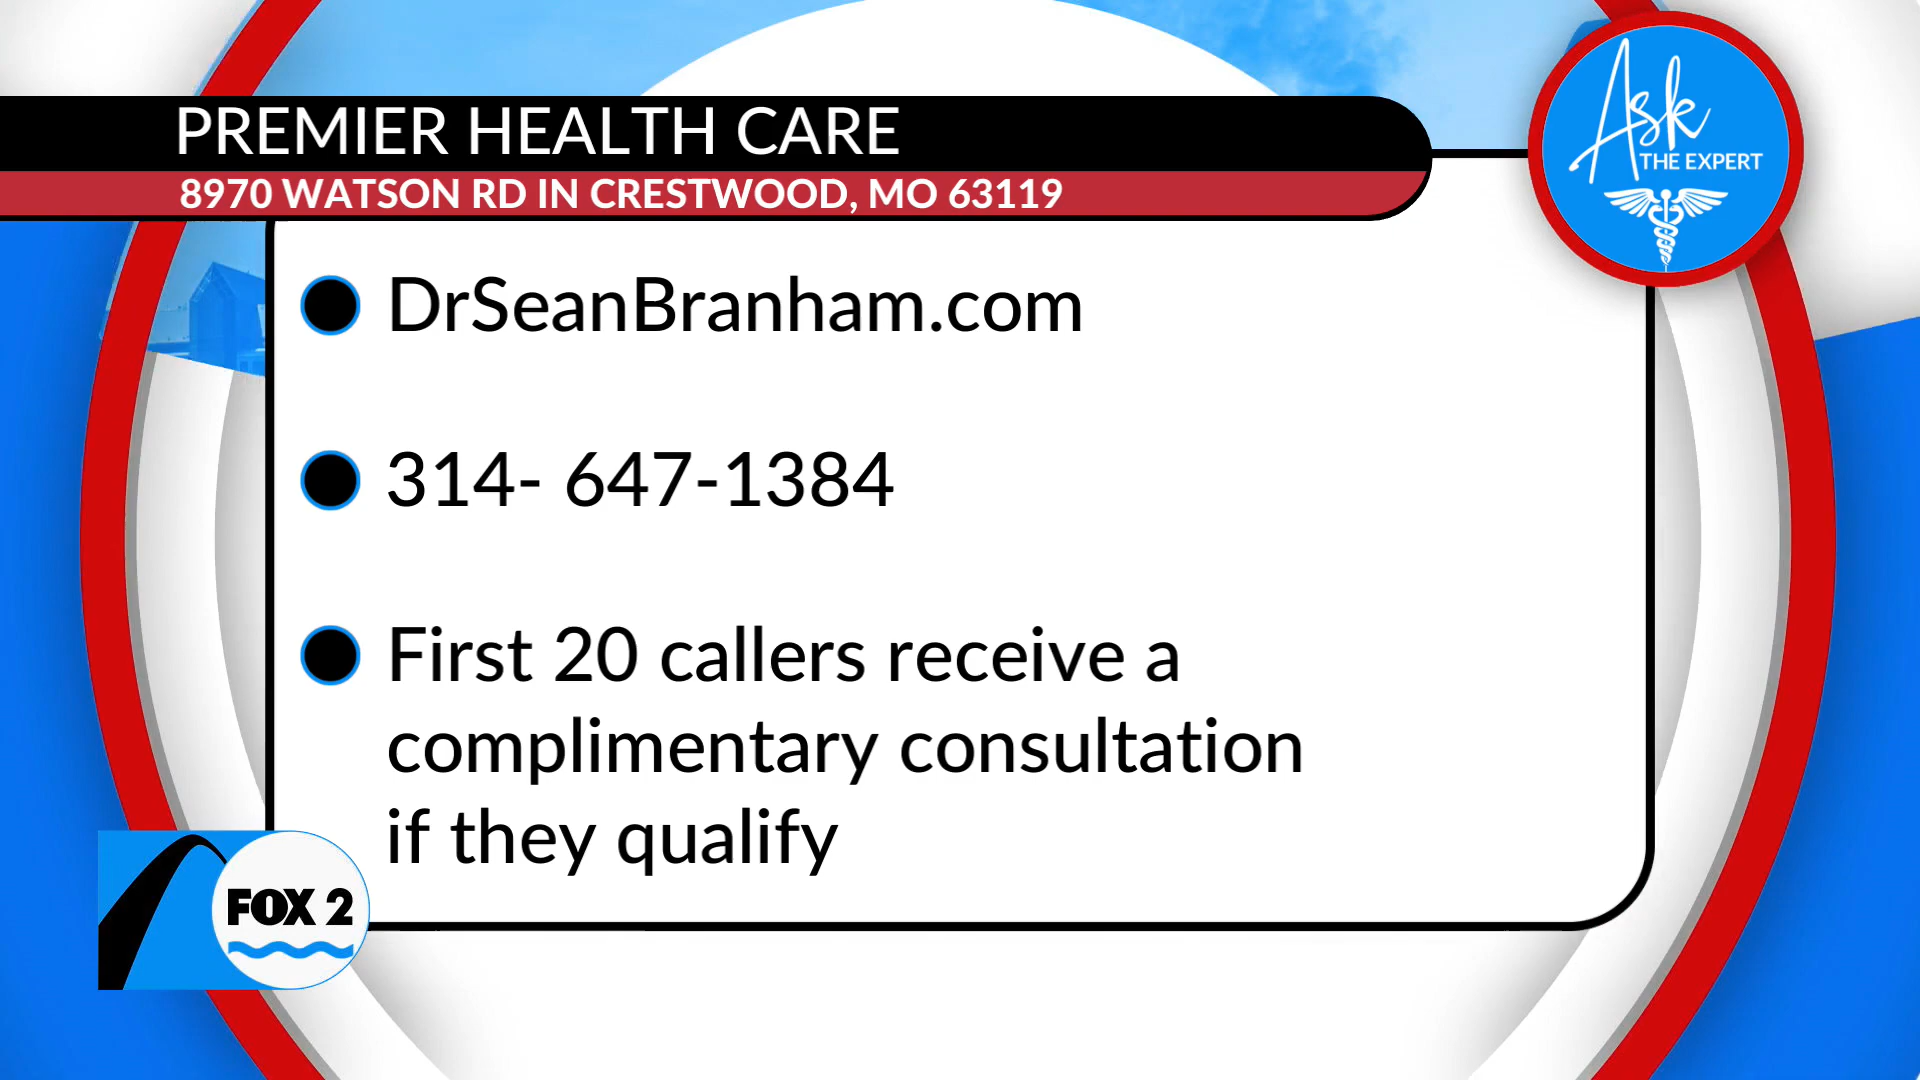 PREMIER HEALTH CARE
8970 WATSON RD IN CRESTWOOD, MO 63119
Ask
THE EXPERT
DrSeanBranham.com
314- 647-1384
First 20 callers receive a
complimentary consultation
if they qualify
FOX 2